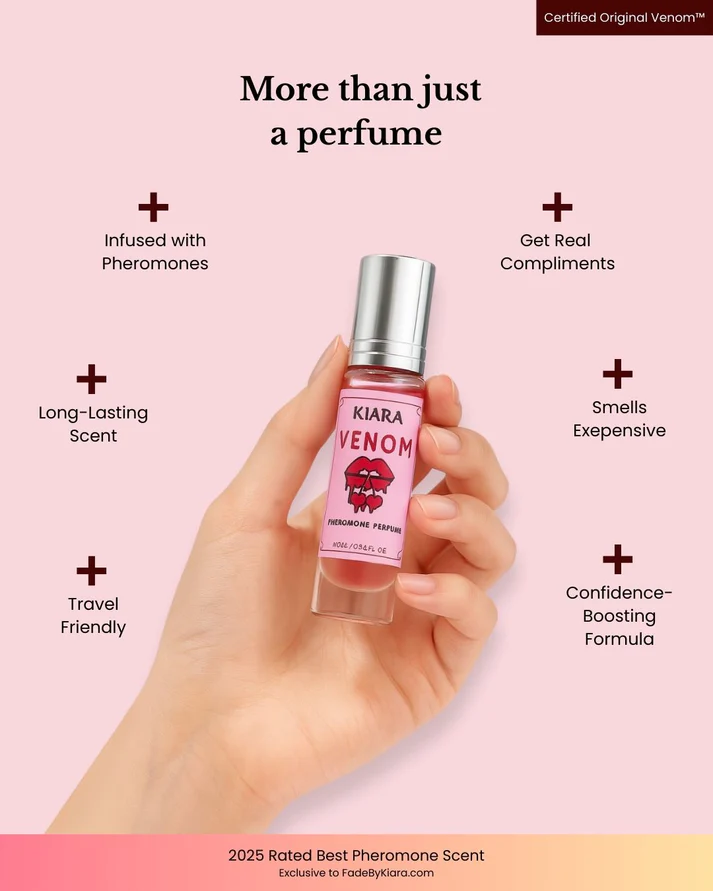 Certified Original Venom™
More than just
a perfume
Infused with
Pheromones
Get Real
Compliments
Long-Lasting
Scent
Smells
Exepensive
Travel
Friendly
Confidence-
Boosting
Formula
KIARA
VENOM
PHEROMONE PERFUME
2025 Rated Best Pheromone Scent
Exclusive to FadeByKiara.com